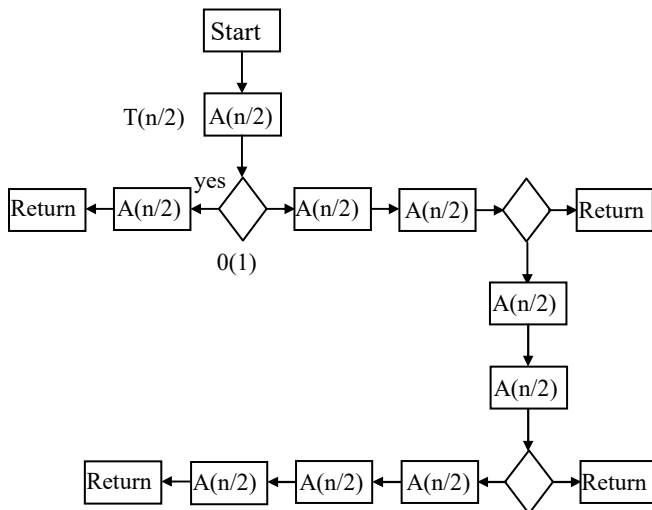 Start
T(n/2)
A(n/2)
yes
Return
A(n/2)
A(n/2)
A(n/2)
Return
0(1)
A(n/2)
A(n/2)
Return
A(n/2)
A(n/2)
A(n/2)
Return